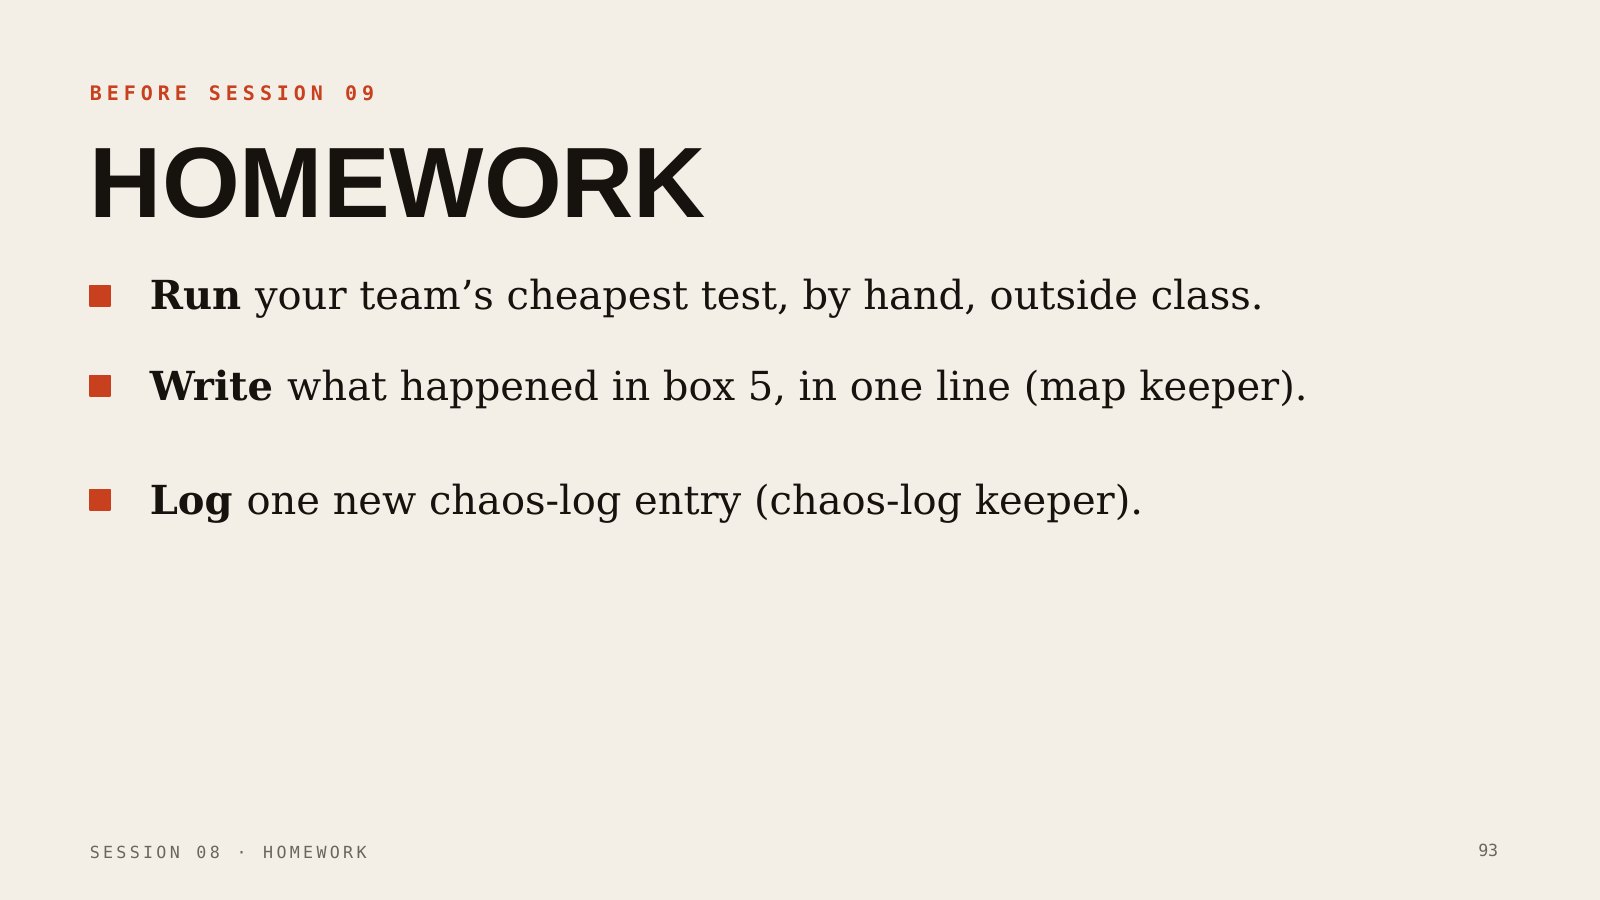 BEFORE SESSION 09
HOMEWORK
Run your team’s cheapest test, by hand, outside class.
Write what happened in box 5, in one line (map keeper).
Log one new chaos-log entry (chaos-log keeper).
SESSION 08 · HOMEWORK
93